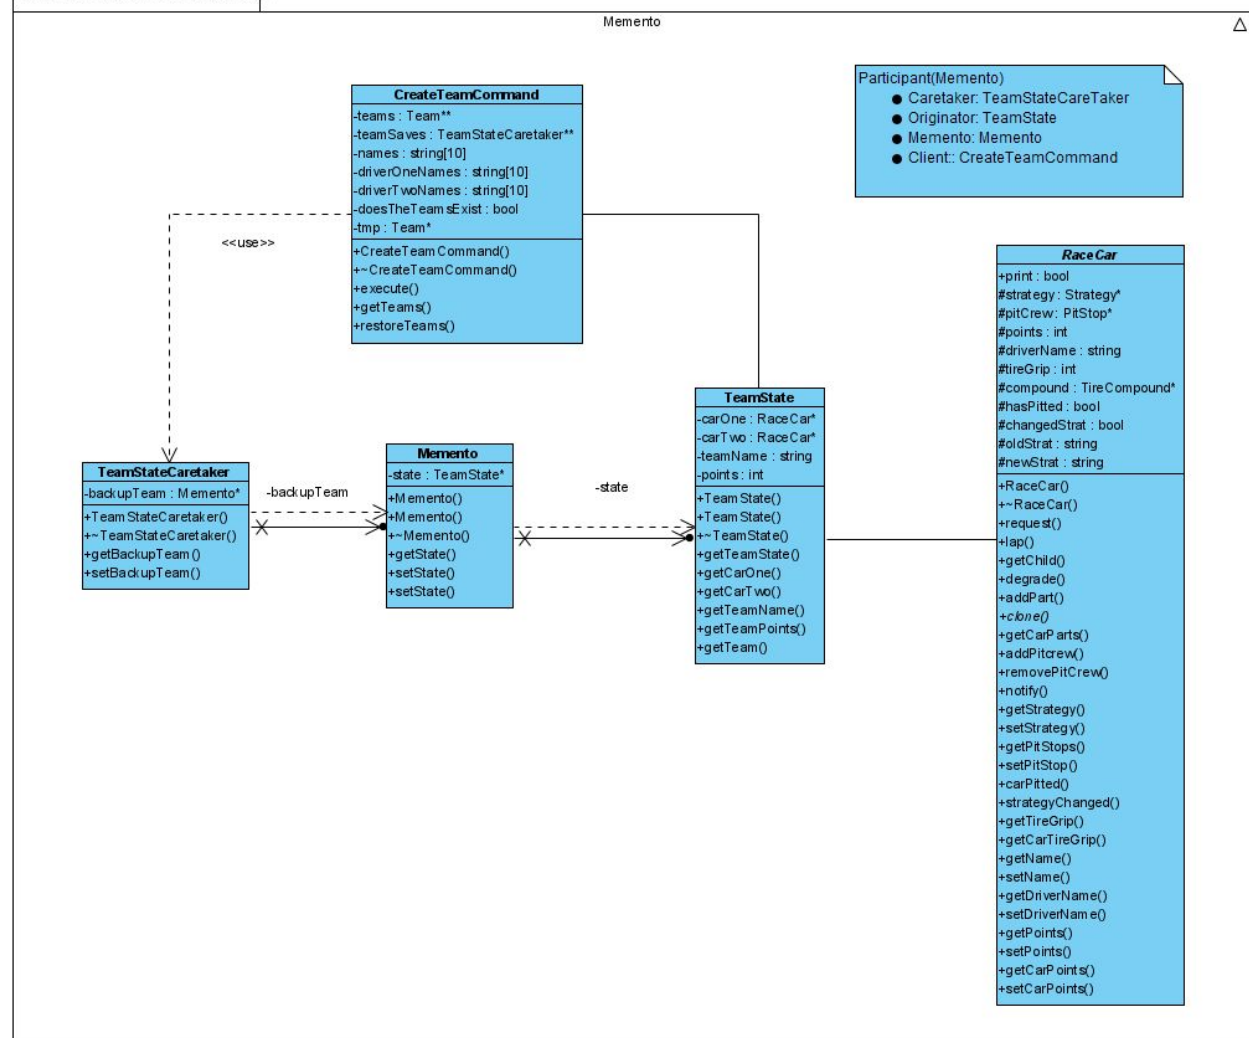 Memento
Participant(Memento)
● Caretaker: TeamStateCareTaker
● Originator: TeamState
● Memento: Memento
● Client:: CreateTeamCommand
CreateTeamCommand
-teams : Team**
-teamSaves : TeamStateCaretaker**
-names : string[10]
-driverOneNames : string[10]
-driverTwoNames : string[10]
-doesTheTeamsExist : bool
-tmp : Team*
+CreateTeamCommand()
+~CreateTeamCommand()
+execute()
+getTeams()
+restoreTeams()
<<use>>
TeamStateCaretaker
-backupTeam : Memento*
+TeamStateCaretaker()
+~TeamStateCaretaker()
+getBackupTeam()
+setBackupTeam()
-backupTeam
Memento
-state : TeamState*
+Memento()
+Memento()
+~Memento()
+getState()
+setState()
+setState()
-state
TeamState
-carOne : RaceCar*
-carTwo : RaceCar*
-teamName : string
-points : int
+TeamState()
+TeamState()
+~TeamState()
+getTeamState()
+getCarOne()
+getCarTwo()
+getTeamName()
+getTeamPoints()
+getTeam()
RaceCar
+print : bool
#strategy : Strategy*
#pitCrew : PitStop*
#points : int
#driverName : string
#tireGrip : int
#compound : TireCompound*
#hasPitted : bool
#changedStrat : bool
#oldStrat : string
#newStrat : string
+RaceCar()
+~RaceCar()
+request()
+lap()
+getChild()
+degrade()
+addPart()
+clone()
+getCarParts()
+addPitcrew()
+removePitCrew()
+notify()
+getStrategy()
+setStrategy()
+getPitStops()
+setPitStop()
+carPitted()
+strategyChanged()
+getTireGrip()
+getCarTireGrip()
+getName()
+setName()
+getDriverName()
+setDriverName()
+getPoints()
+setPoints()
+getCarPoints()
+setCarPoints()